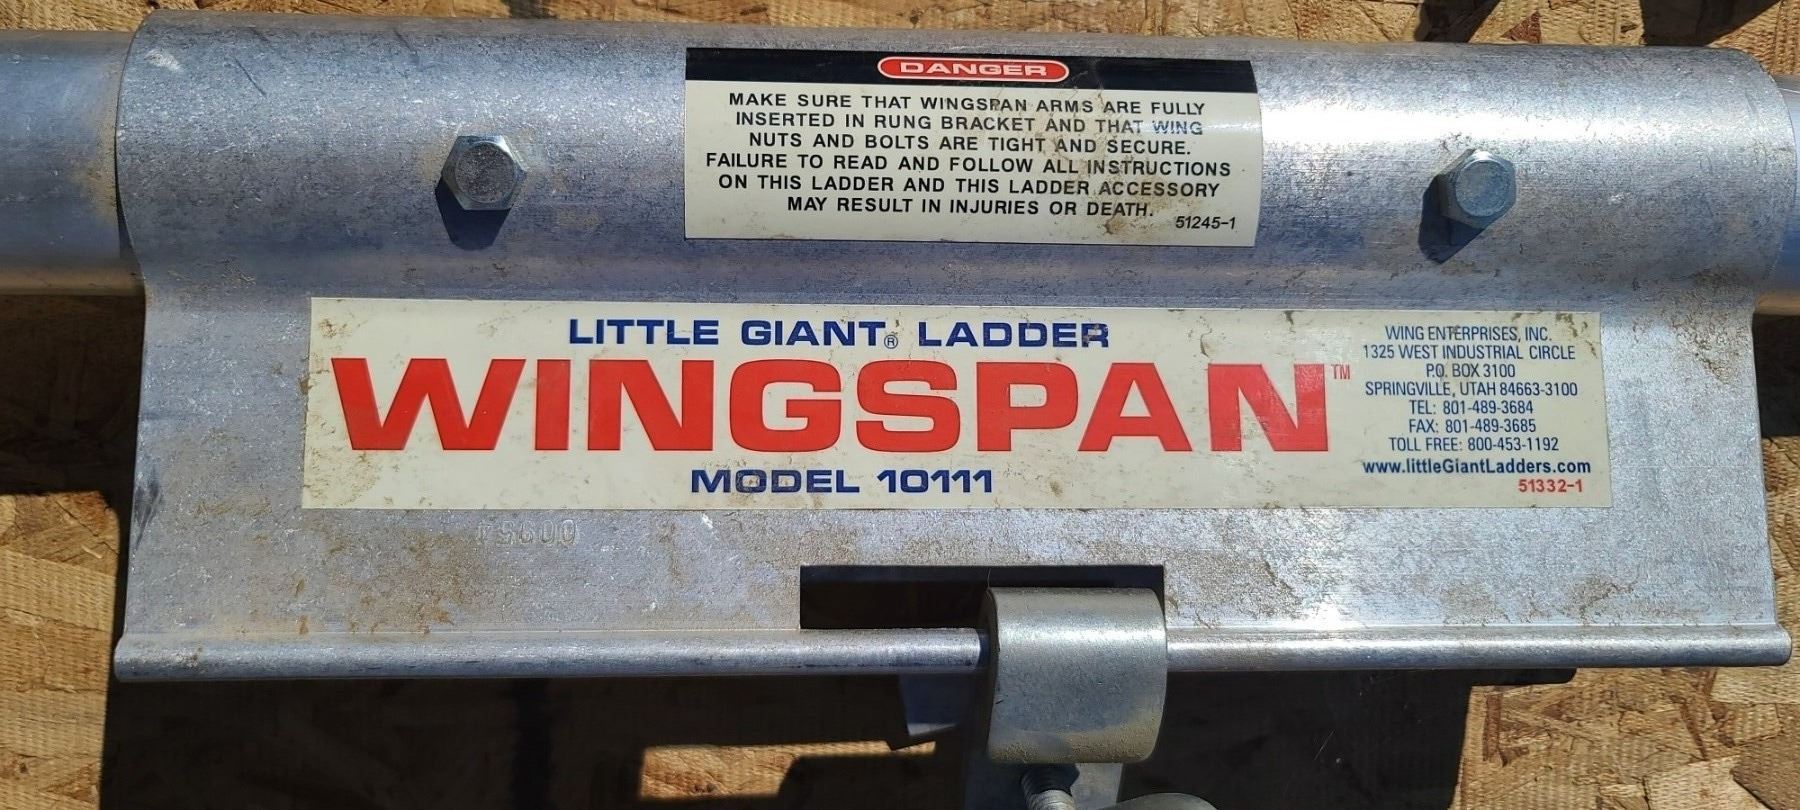 DANGER
MAKE SURE THAT WINGSPAN ARMS ARE FULLY
INSERTED IN RUNG BRACKET AND THAT WING
NUTS AND BOLTS ARE TIGHT AND SECURE.
FAILURE TO READ AND FOLLOW ALL INSTRUCTIONS
ON THIS LADDER AND THIS LADDER ACCESSORY
MAY RESULT IN INJURIES OR DEATH.
51245-1
LITTLE GIANT® LADDER
WINGSPAN™
MODEL 10111
WING ENTERPRISES, INC.
1325 WEST INDUSTRIAL CIRCLE
P.O. BOX 3100
SPRINGVILLE, UTAH 84663-3100
TEL: 801-489-3684
FAX: 801-489-3685
TOLL FREE: 800-453-1192
www.littleGiantLadders.com
51332-1